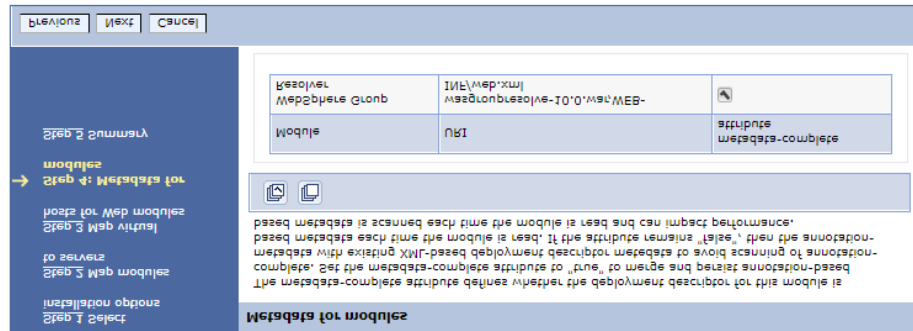 Metadata for modules
Step 1 Select
installation options
Step 2 Map modules
to servers
Step 3 Map virtual
hosts for Web modules
Step 4: Metadata for
modules
Step 5 Summary
The metadata-complete attribute defines whether the deployment descriptor for this module is
complete. Set the metadata-complete attribute to "true" to merge and persist annotation-based
metadata with existing XML-based deployment descriptor metedata to avoid scanning of annotation-
based metadata each time the module is read. If the attribute remains "false", then the annotation-
based metadata is scanned each time the module is read and can impact performance.
Module URI metadata-complete
attribute
WebSphere Group wasgroupresolve-10.0.war,WEB-
Resolver INF/web.xml
Previous Next Cancel